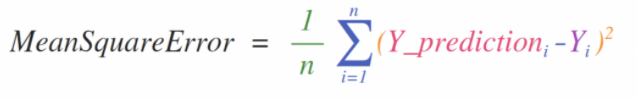 MeanSquareError = 1/n ∑_{i=1}^{n} (Y_prediction_i - Y_i)^2